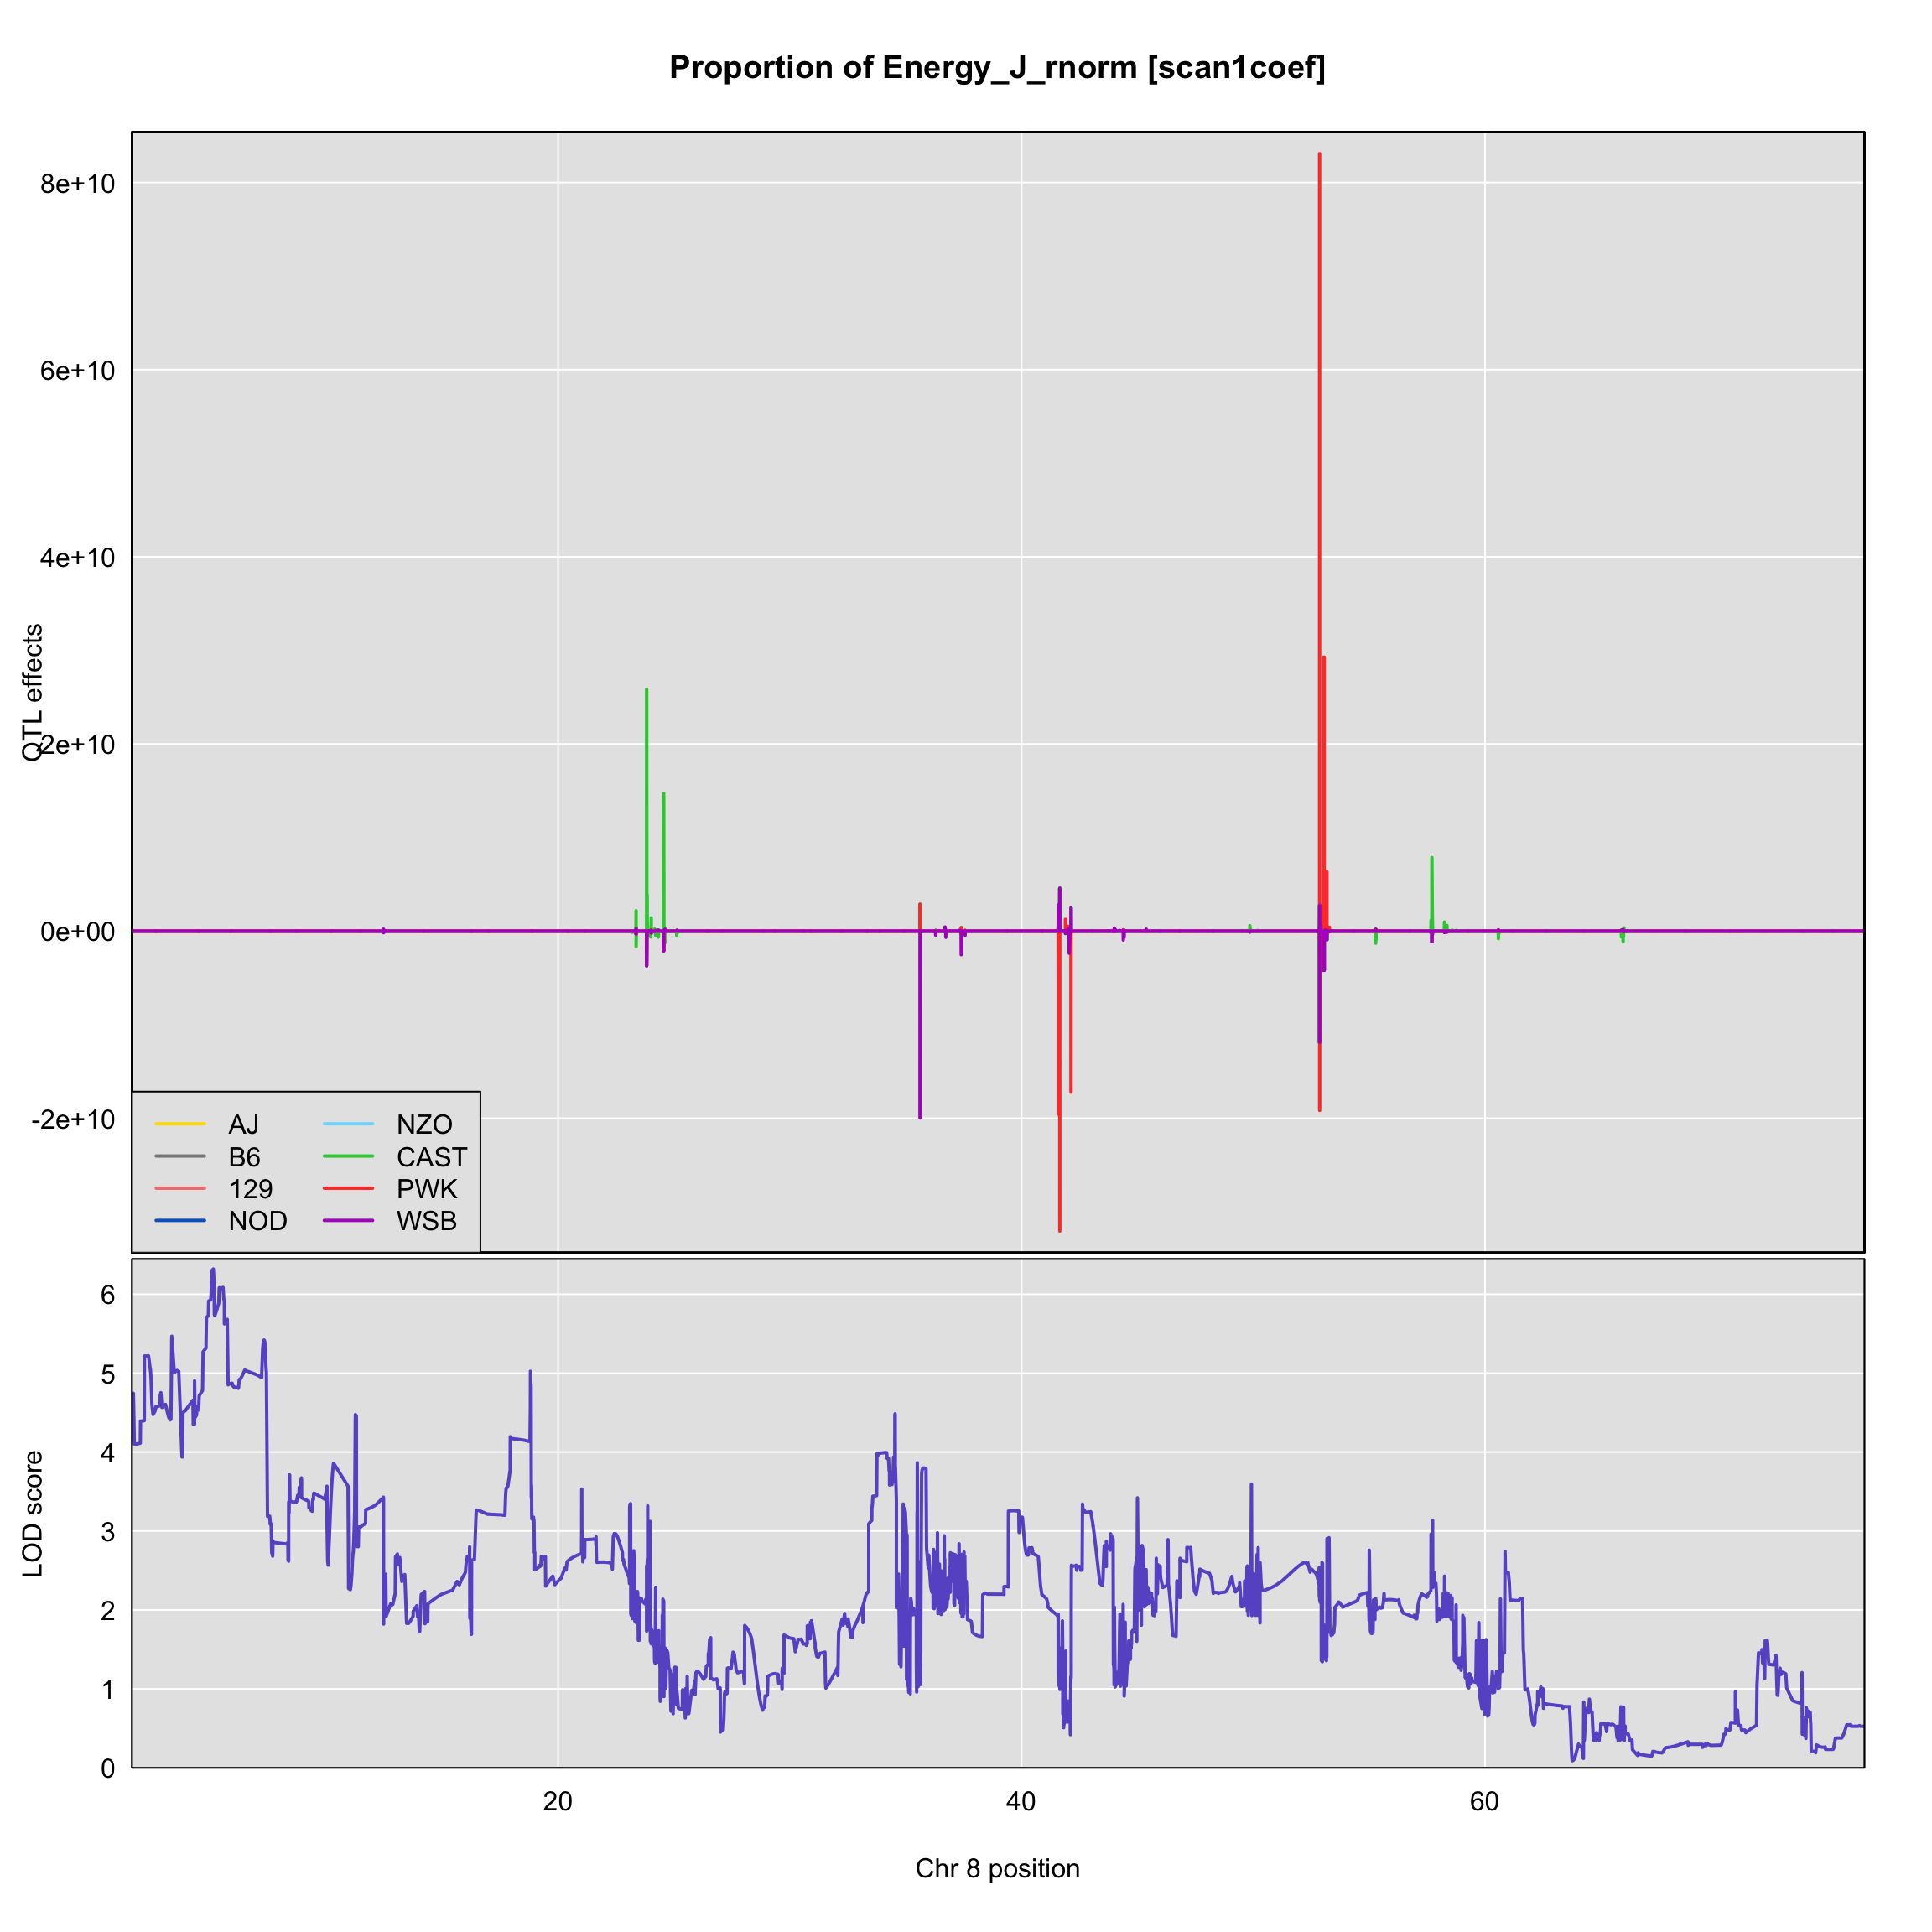 Proportion of Energy_J_rnorm [scan1coef]
8e+10
6e+10
4e+10
2e+10
0e+00
-2e+10
QTL effects
AJ NZO
B6 CAST
129 PWK
NOD WSB
6
5
4
3
2
1
0
LOD score
20 40 60
Chr 8 position